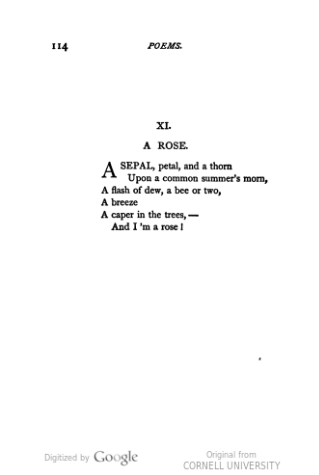 114
POEMS.
XI.
A ROSE.
A SEPAL, petal, and a thorn
Upon a common summer's morn,
A flash of dew, a bee or two,
A breeze
A caper in the trees, —
And I 'm a rose!
Digitized by Google
Original from
CORNELL UNIVERSITY